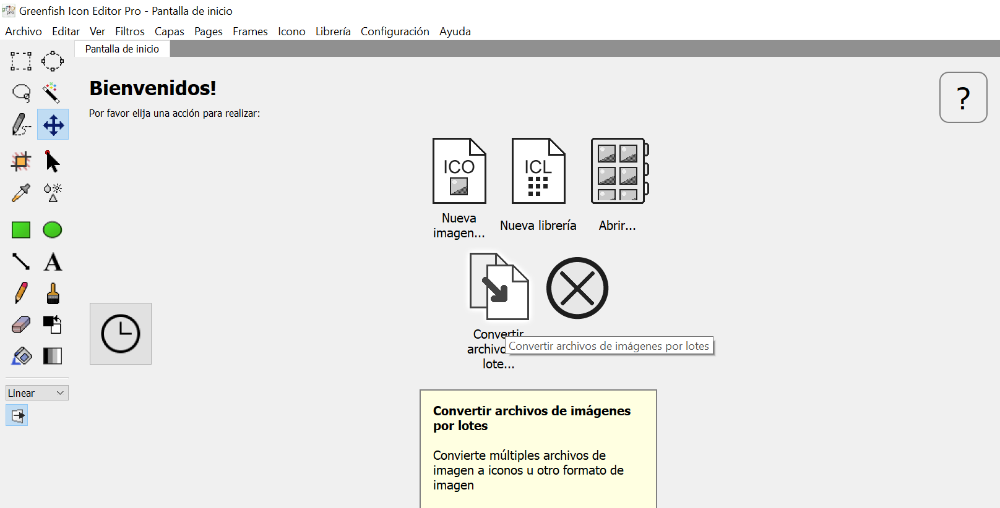 Greenfish Icon Editor Pro - Pantalla de inicio
Archivo Editar Ver Filtros Capas Pages Frames Icono Librería Configuración Ayuda
Pantalla de inicio
Bienvenidos!
Por favor elija una acción para realizar:
?
ICO
ICL
Nueva
imagen...
Nueva librería
Abrir...
A
Convertir
archivo
lote...
Convertir archivos de imágenes por lotes
Linear
Convertir archivos de imágenes
por lotes
Convierte múltiples archivos de
imagen a iconos u otro formato de
imagen